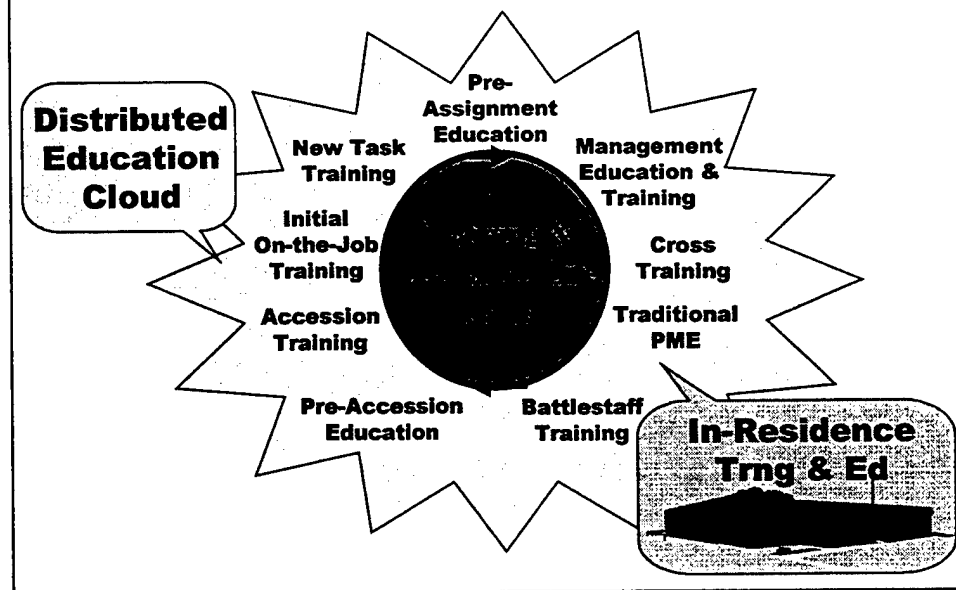 Distributed
Education
Cloud
Pre-
Assignment
Education
New Task
Training
Management
Education &
Training
Initial
On-the-Job
Training
Cross
Training
Accession
Training
Traditional
PME
Pre-Accession
Education
Battlestaff
Training
In-Residence
Trng & Ed